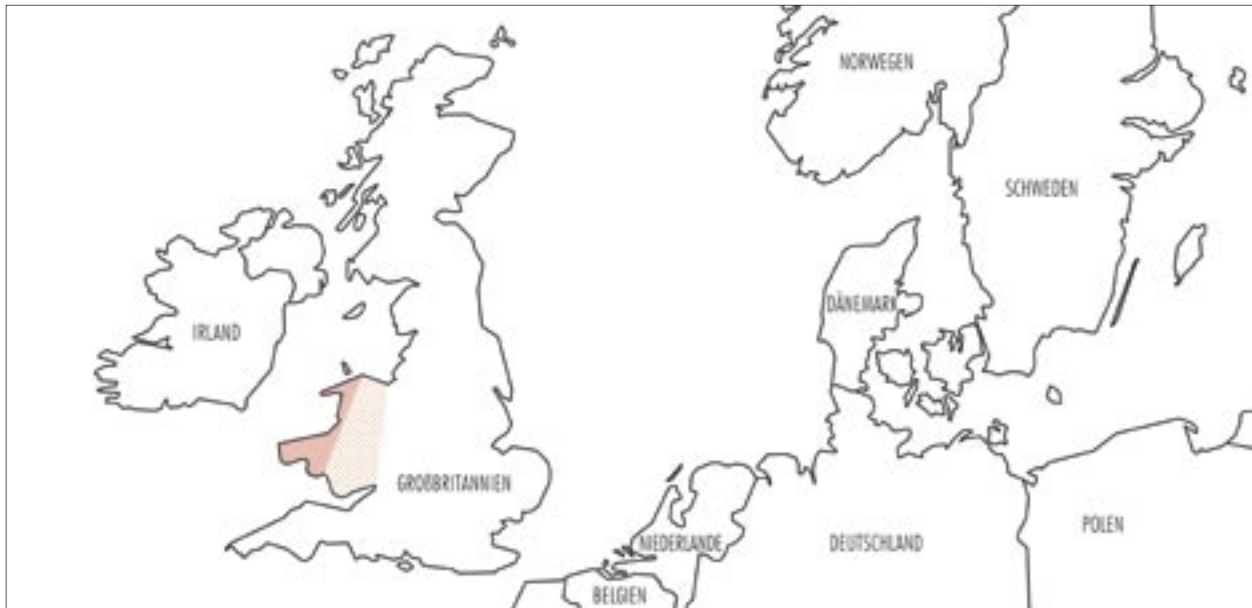 NORWEGEN
SCHWEDEN
DÄNEMARK
IRLAND
GROẞBRITANNIEN
NIEDERLANDE
DEUTSCHLAND
POLEN
BELGIEN